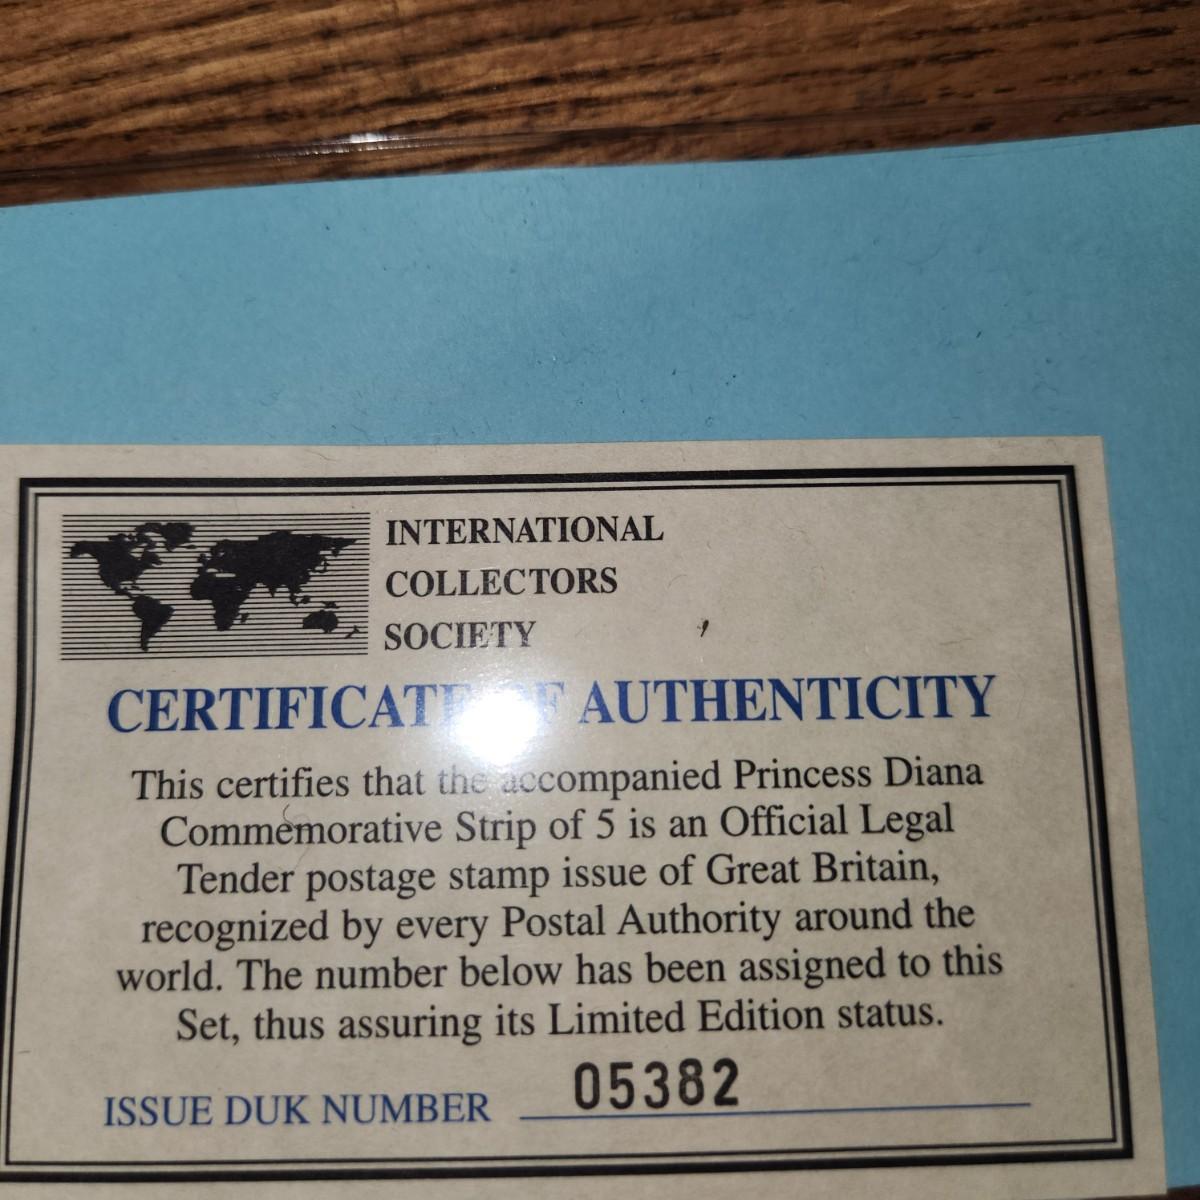 INTERNATIONAL
COLLECTORS
SOCIETY
CERTIFICATE OF AUTHENTICITY
This certifies that the accompanied Princess Diana
Commemorative Strip of 5 is an Official Legal
Tender postage stamp issue of Great Britain,
recognized by every Postal Authority around the
world. The number below has been assigned to this
Set, thus assuring its Limited Edition status.
ISSUE DUK NUMBER 05382